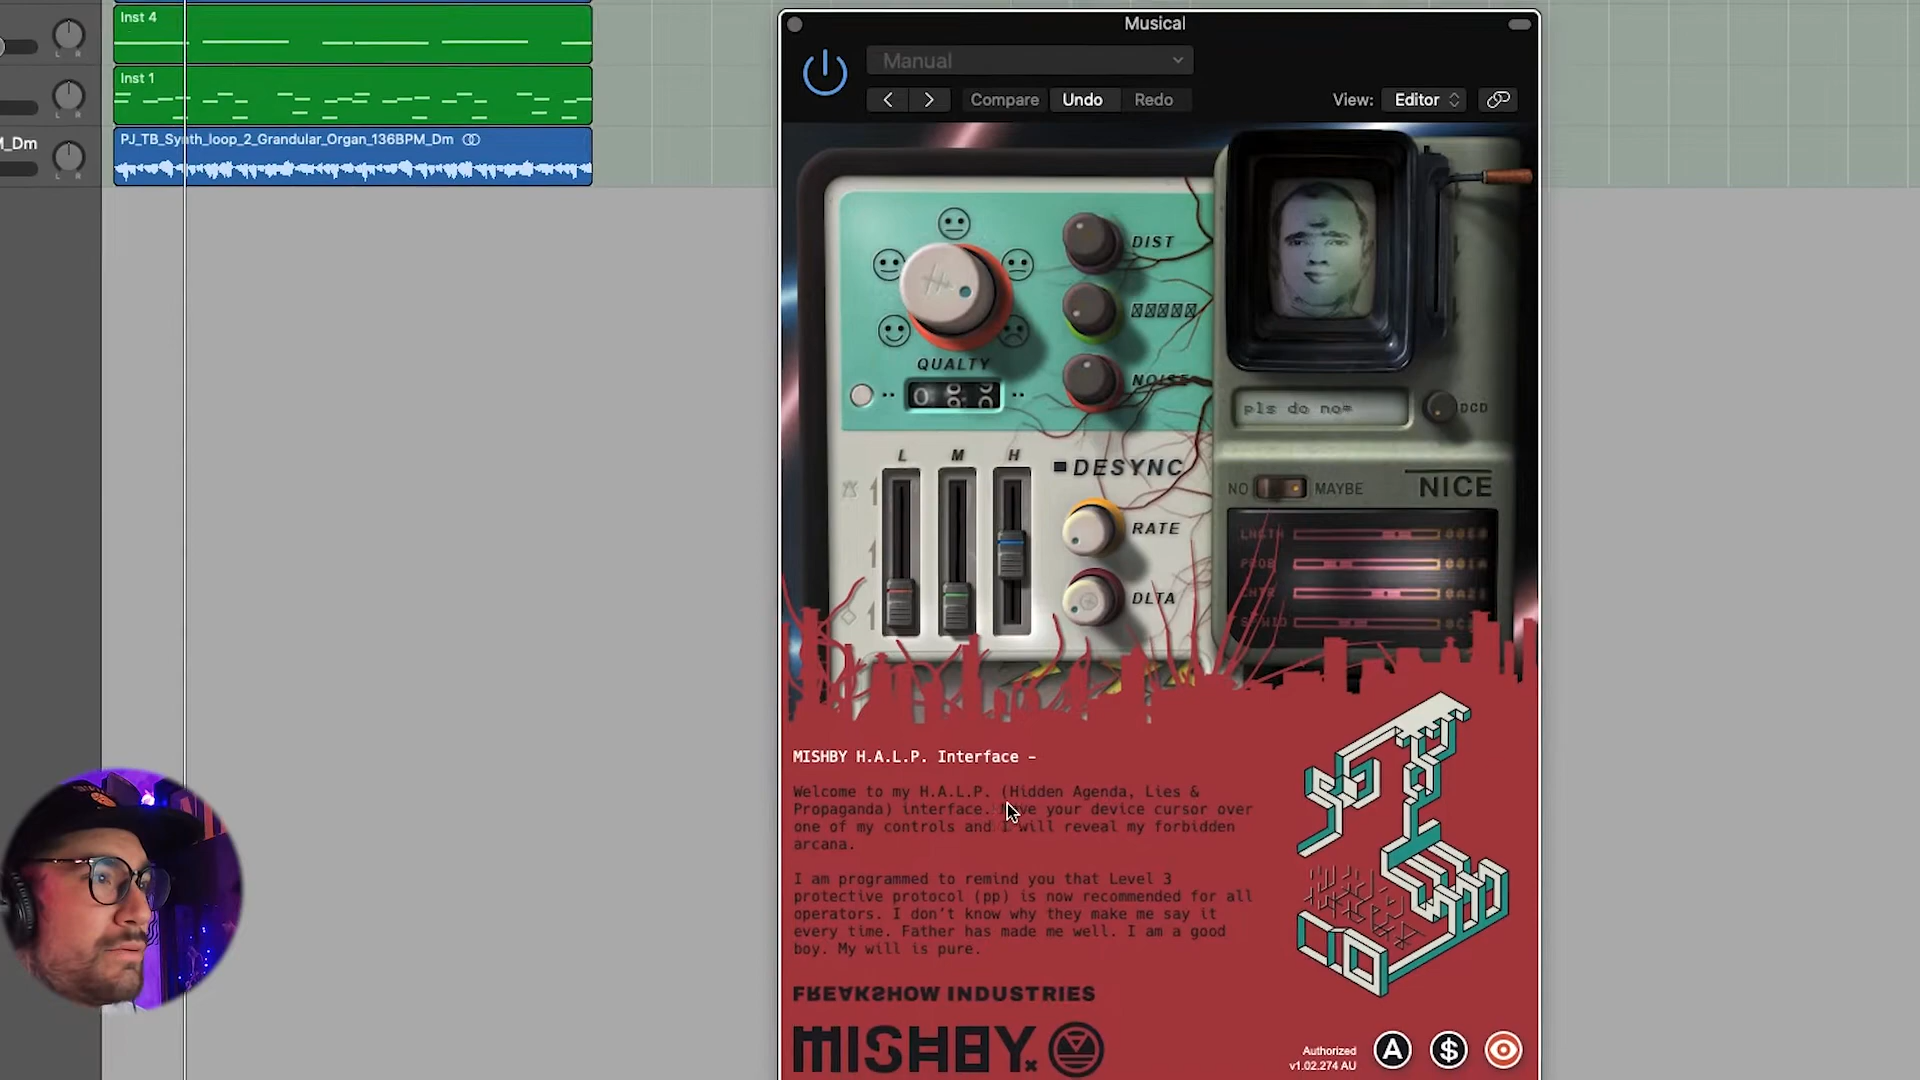 Inst 4
Inst 1
PJ_TB_Synth_loop_2_Grandular_Organ_136BPM_Dm
_Dm
L R
L R
L R
Musical
Manual
Compare Undo Redo
View: Editor
DIST
QUALTY
NOISE
pls do no
DCD
L M H
DESYNC
RATE
DLTA
NO MAYBE
NICE
LNGTH
PROB
MISHBY H.A.L.P. Interface -
Welcome to my H.A.L.P. (Hidden Agenda, Lies &
Propaganda) interface. Move your device cursor over
one of my controls and I will reveal my forbidden
arcana.
I am programmed to remind you that Level 3
protective protocol (pp) is now recommended for all
operators. I don't know why they make me say it
every time. Father has made me well. I am a good
boy. My will is pure.
FREAKSHOW INDUSTRIES
MISHBY
Authorized
v1.02.274 AU
A $